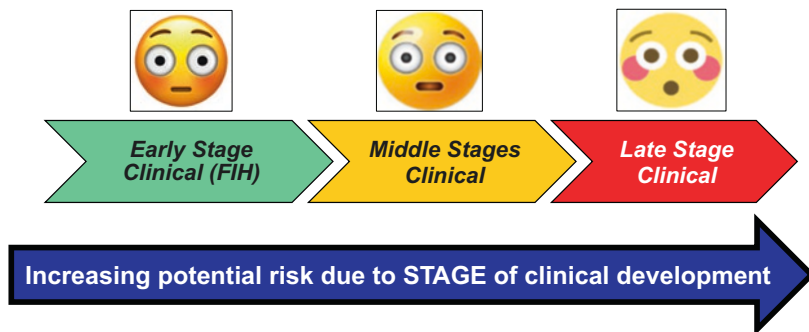 Early Stage
Clinical (FIH)
Middle Stages
Clinical
Late Stage
Clinical
Increasing potential risk due to STAGE of clinical development